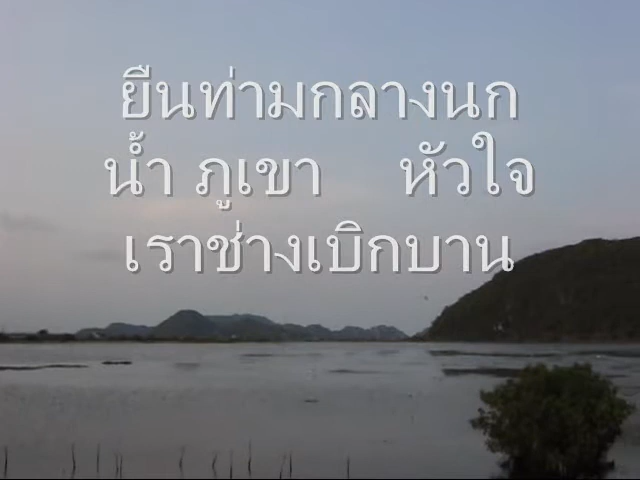 ยืนท่ามกลางนก
น้ำ ภูเขา หัวใจ
เราช่างเบิกบาน